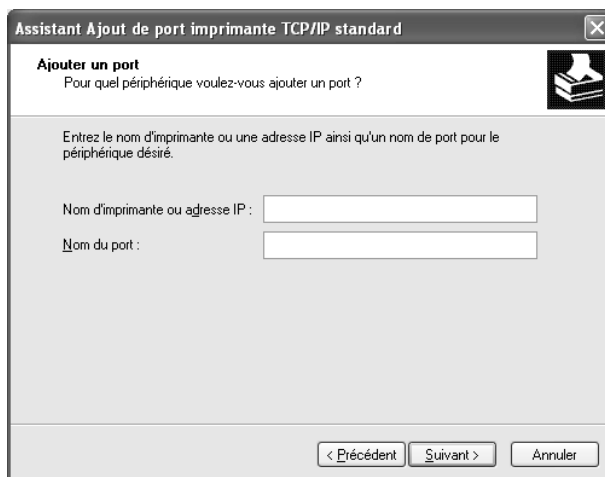 Assistant Ajout de port imprimante TCP/IP standard
Ajouter un port
Pour quel périphérique voulez-vous ajouter un port ?
Entrez le nom d'imprimante ou une adresse IP ainsi qu'un nom de port pour le
périphérique désiré.
Nom d'imprimante ou adresse IP :
Nom du port :
< Précédent
Suivant >
Annuler